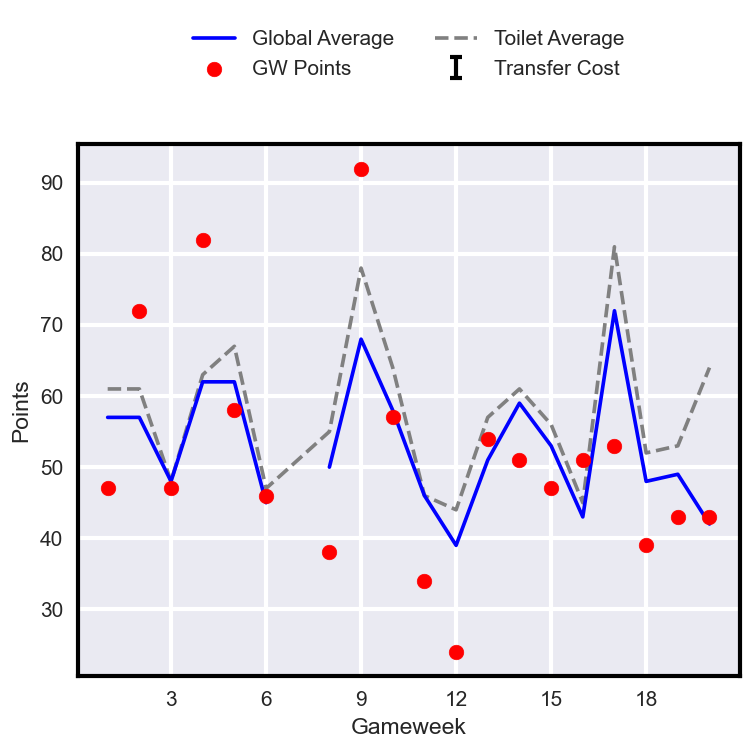 Global Average
Toilet Average
GW Points
Transfer Cost
90
80
70
60
50
40
30
Points
3 6 9 12 15 18
Gameweek